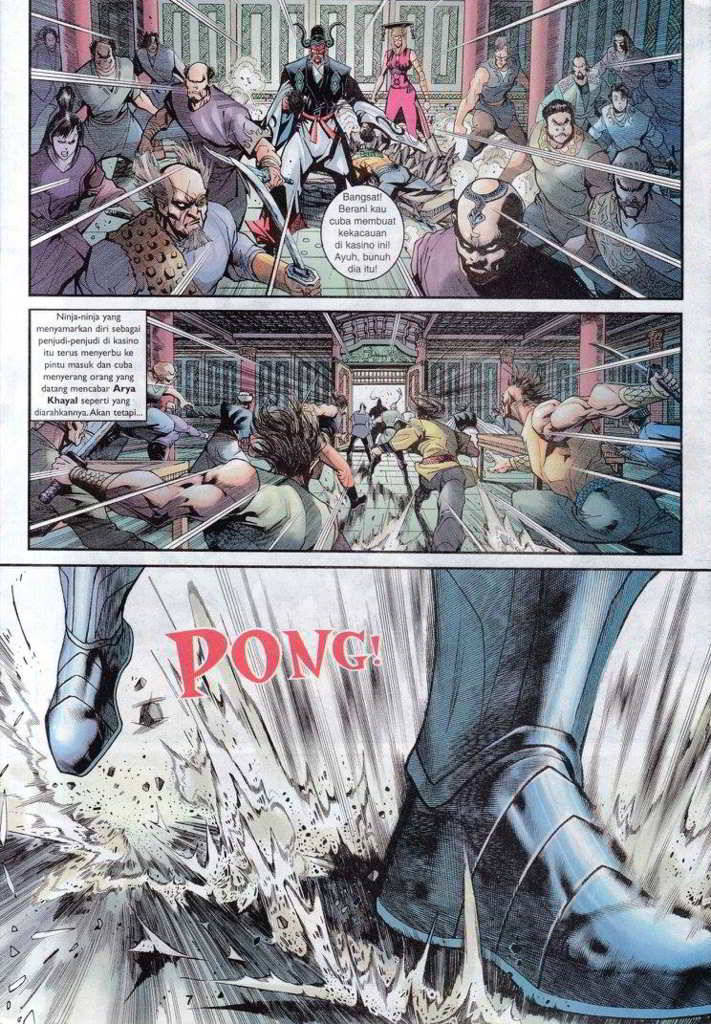 Bangsat!
Berani kau
cuba membuat
kekacauan
di kasino ini!
Ayuh, bunuh
dia itu!
Ninja-ninja yang
menyamarkan diri sebagai
penjudi-penjudi di kasino
itu terus menyerbu ke
pintu masuk dan cuba
menyerang orang yang
datang mencabar Arya
Khayal seperti yang
diarahkannya. Akan tetapi...
PONG!
7